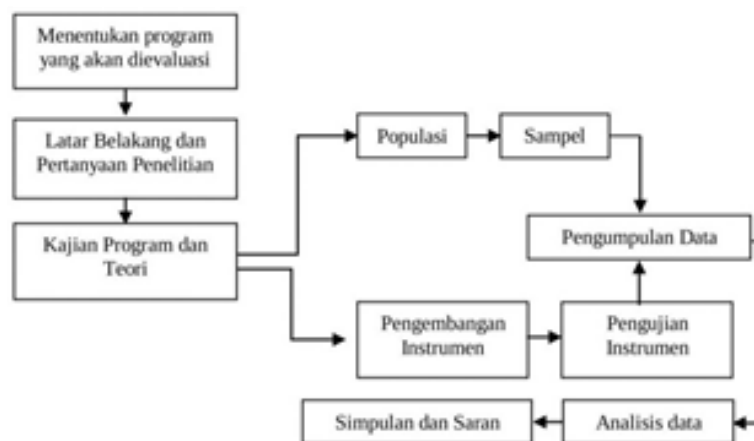 Menentukan program
yang akan dievaluasi
Latar Belakang dan
Pertanyaan Penelitian
Kajian Program dan
Teori
Populasi
Sampel
Pengumpulan Data
Pengembangan
Instrumen
Pengujian
Instrumen
Analisis data
Simpulan dan Saran